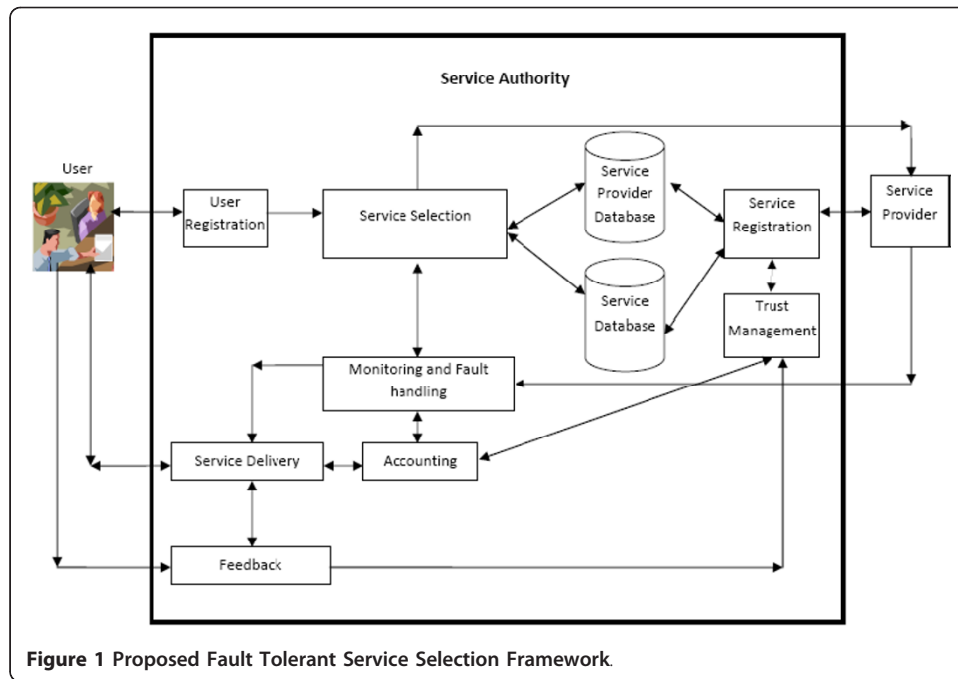 Service Authority
User
User
Registration
Service Selection
Service
Provider
Database
Service
Registration
Service
Provider
Service
Database
Trust
Management
Monitoring and Fault
handling
Service Delivery
Accounting
Feedback
Figure 1 Proposed Fault Tolerant Service Selection Framework.